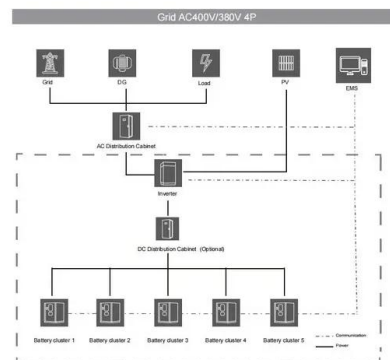 Grid AC400V/380V 4P
Grid
DG
Load
PV
EMS
AC Distribution Cabinet
Inverter
DC Distribution Cabinet (Optional)
Battery cluster 1
Battery cluster 2
Battery cluster 3
Battery cluster 4
Battery cluster 5
Communication
Power